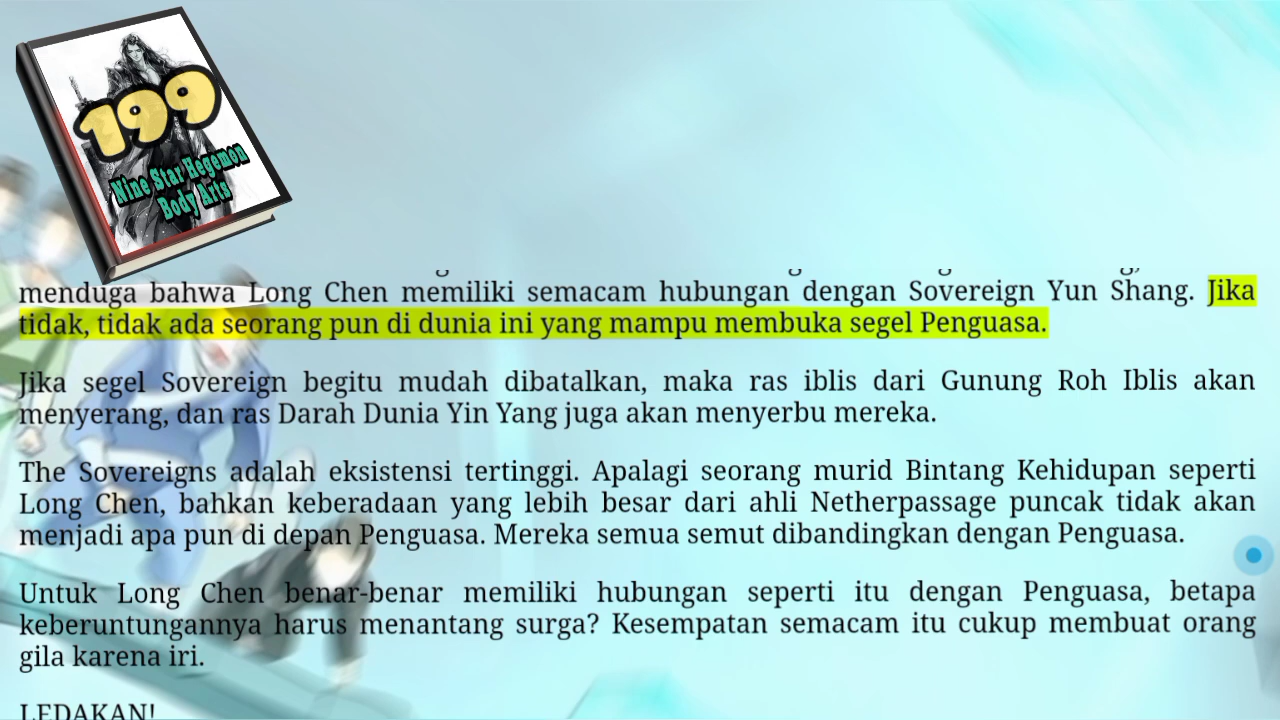 199
Nine Star Hegemon
Body Arts
menduga bahwa Long Chen memiliki semacam hubungan dengan Sovereign Yun Shang. Jika
tidak, tidak ada seorang pun di dunia ini yang mampu membuka segel Penguasa.
Jika segel Sovereign begitu mudah dibatalkan, maka ras iblis dari Gunung Roh Iblis akan
menyerang, dan ras Darah Dunia Yin Yang juga akan menyerbu mereka.
The Sovereigns adalah eksistensi tertinggi. Apalagi seorang murid Bintang Kehidupan seperti
Long Chen, bahkan keberadaan yang lebih besar dari ahli Netherpassage puncak tidak akan
menjadi apa pun di depan Penguasa. Mereka semua semut dibandingkan dengan Penguasa.
Untuk Long Chen benar-benar memiliki hubungan seperti itu dengan Penguasa, betapa
keberuntungannya harus menantang surga? Kesempatan semacam itu cukup membuat orang
gila karena iri.
LEDAKAN!